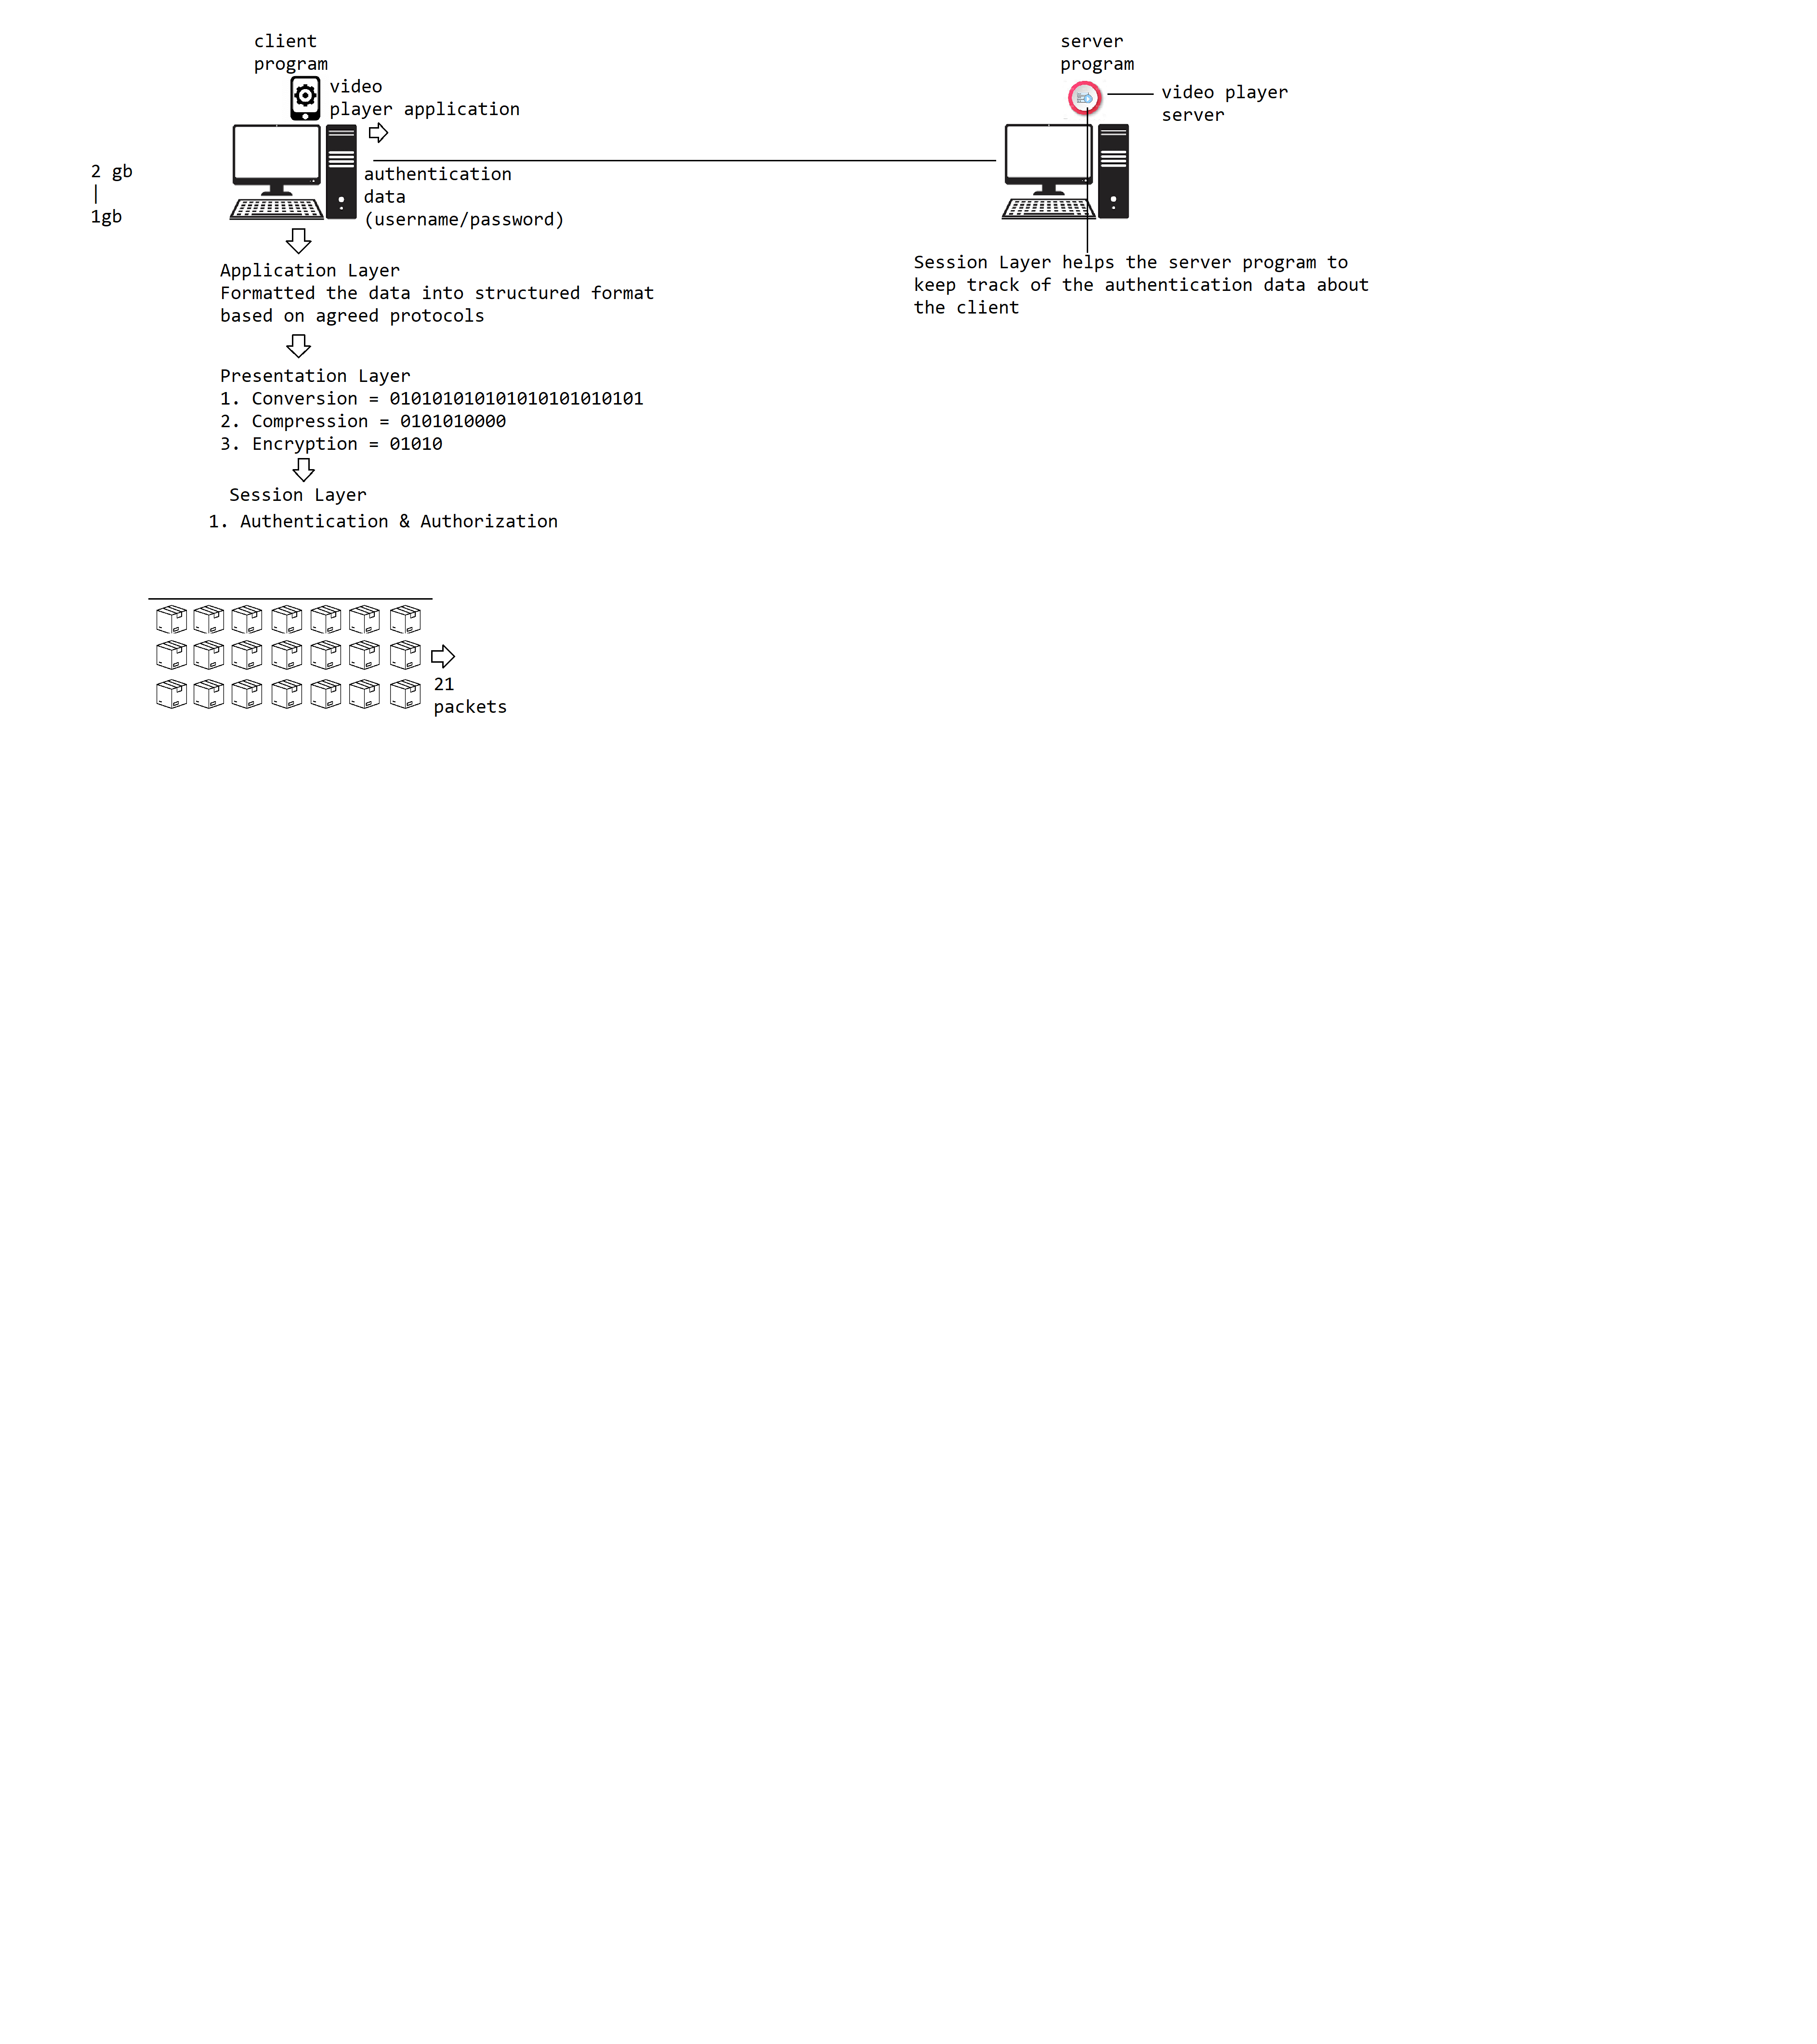 client
program
video
player application
server
program
video player
server
2 gb
|
1gb
authentication
data
(username/password)
Application Layer
Formatted the data into structured format
based on agreed protocols
Session Layer helps the server program to
keep track of the authentication data about
the client
Presentation Layer
1. Conversion = 010101010101010101010101
2. Compression = 0101010000
3. Encryption = 01010
Session Layer
1. Authentication & Authorization
21
packets